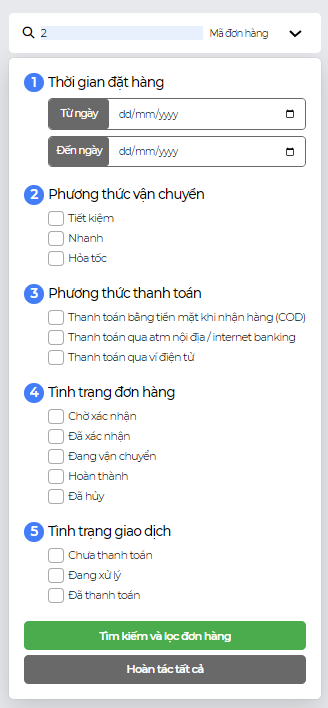 2 Mã đơn hàng
1 Thời gian đặt hàng
Từ ngày dd/mm/yyyy
Đến ngày dd/mm/yyyy
2 Phương thức vận chuyển
Tiết kiệm
Nhanh
Hỏa tốc
3 Phương thức thanh toán
Thanh toán bằng tiền mặt khi nhận hàng (COD)
Thanh toán qua atm nội địa / internet banking
Thanh toán qua ví điện tử
4 Tình trạng đơn hàng
Chờ xác nhận
Đã xác nhận
Đang vận chuyển
Hoàn thành
Đã hủy
5 Tình trạng giao dịch
Chưa thanh toán
Đang xử lý
Đã thanh toán
Tìm kiếm và lọc đơn hàng
Hoàn tác tất cả